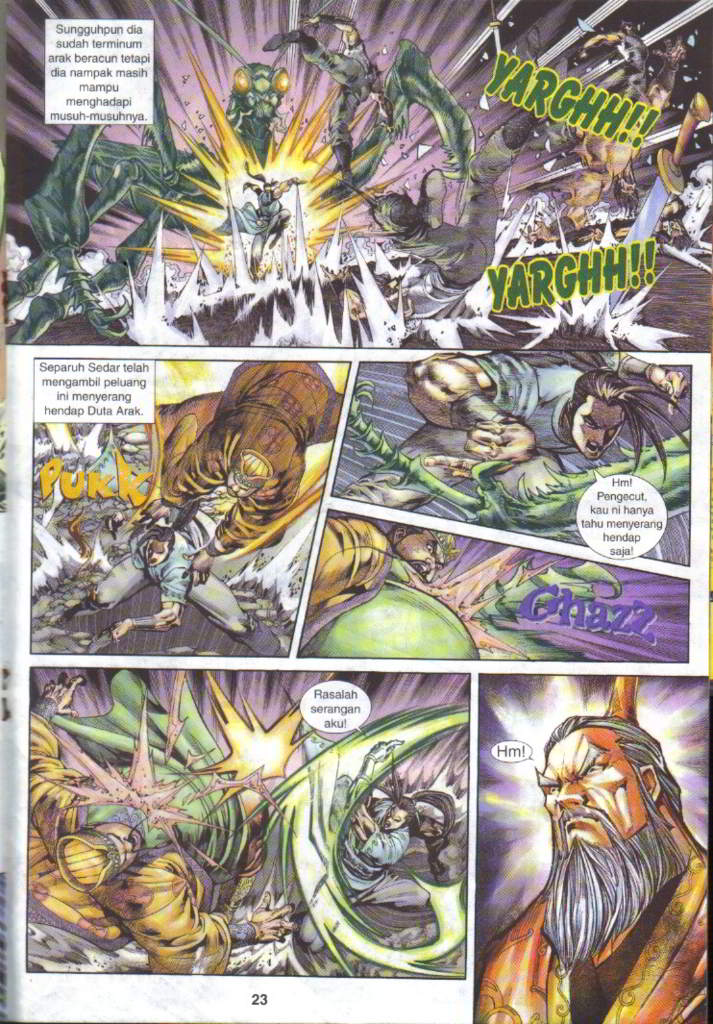 Sungguhpun dia
sudah terminum
arak beracun tetapi
dia nampak masih
mampu
menghadapi
musuh-musuhnya.
YARGHH!!
YARGHH!!
Separuh Sedar telah
mengambil peluang
ini menyerang
hendap Duta Arak.
PUKK
Hm!
Pengecut,
kau ni hanya
tahu menyerang
hendap
saja!
Ghazz
Rasalah
serangan
aku!
Hm!
23